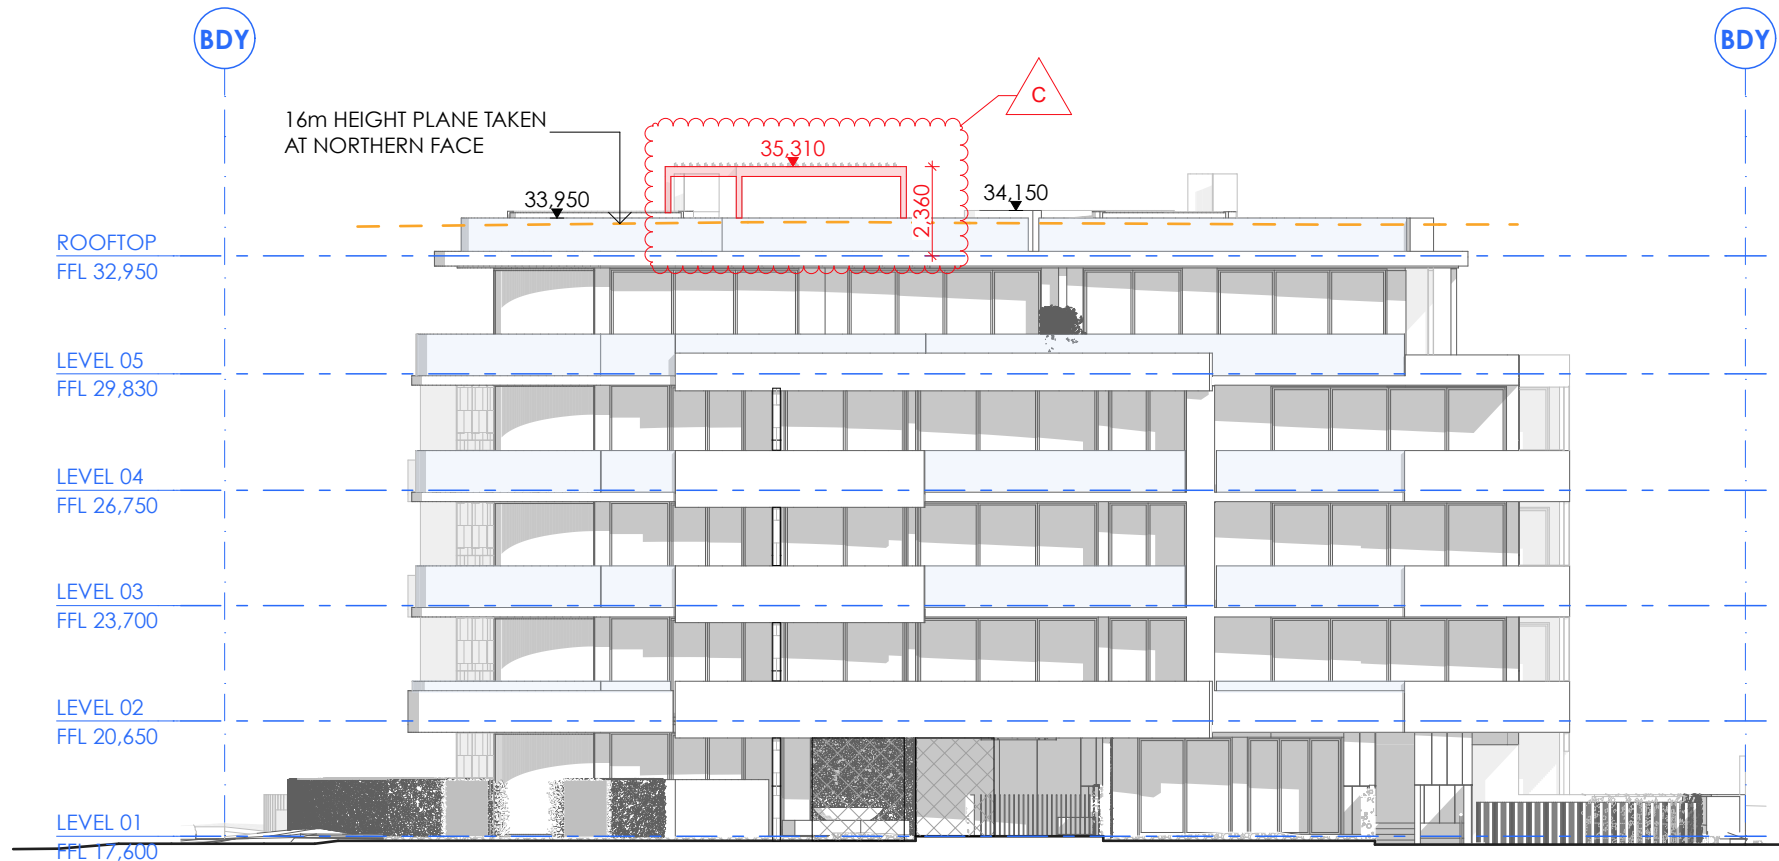 BDY
BDY
C
16m HEIGHT PLANE TAKEN
AT NORTHERN FACE
35,310
33,950
34,150
2,360
ROOFTOP
FFL 32,950
LEVEL 05
FFL 29,830
LEVEL 04
FFL 26,750
LEVEL 03
FFL 23,700
LEVEL 02
FFL 20,650
LEVEL 01
FFL 17,600